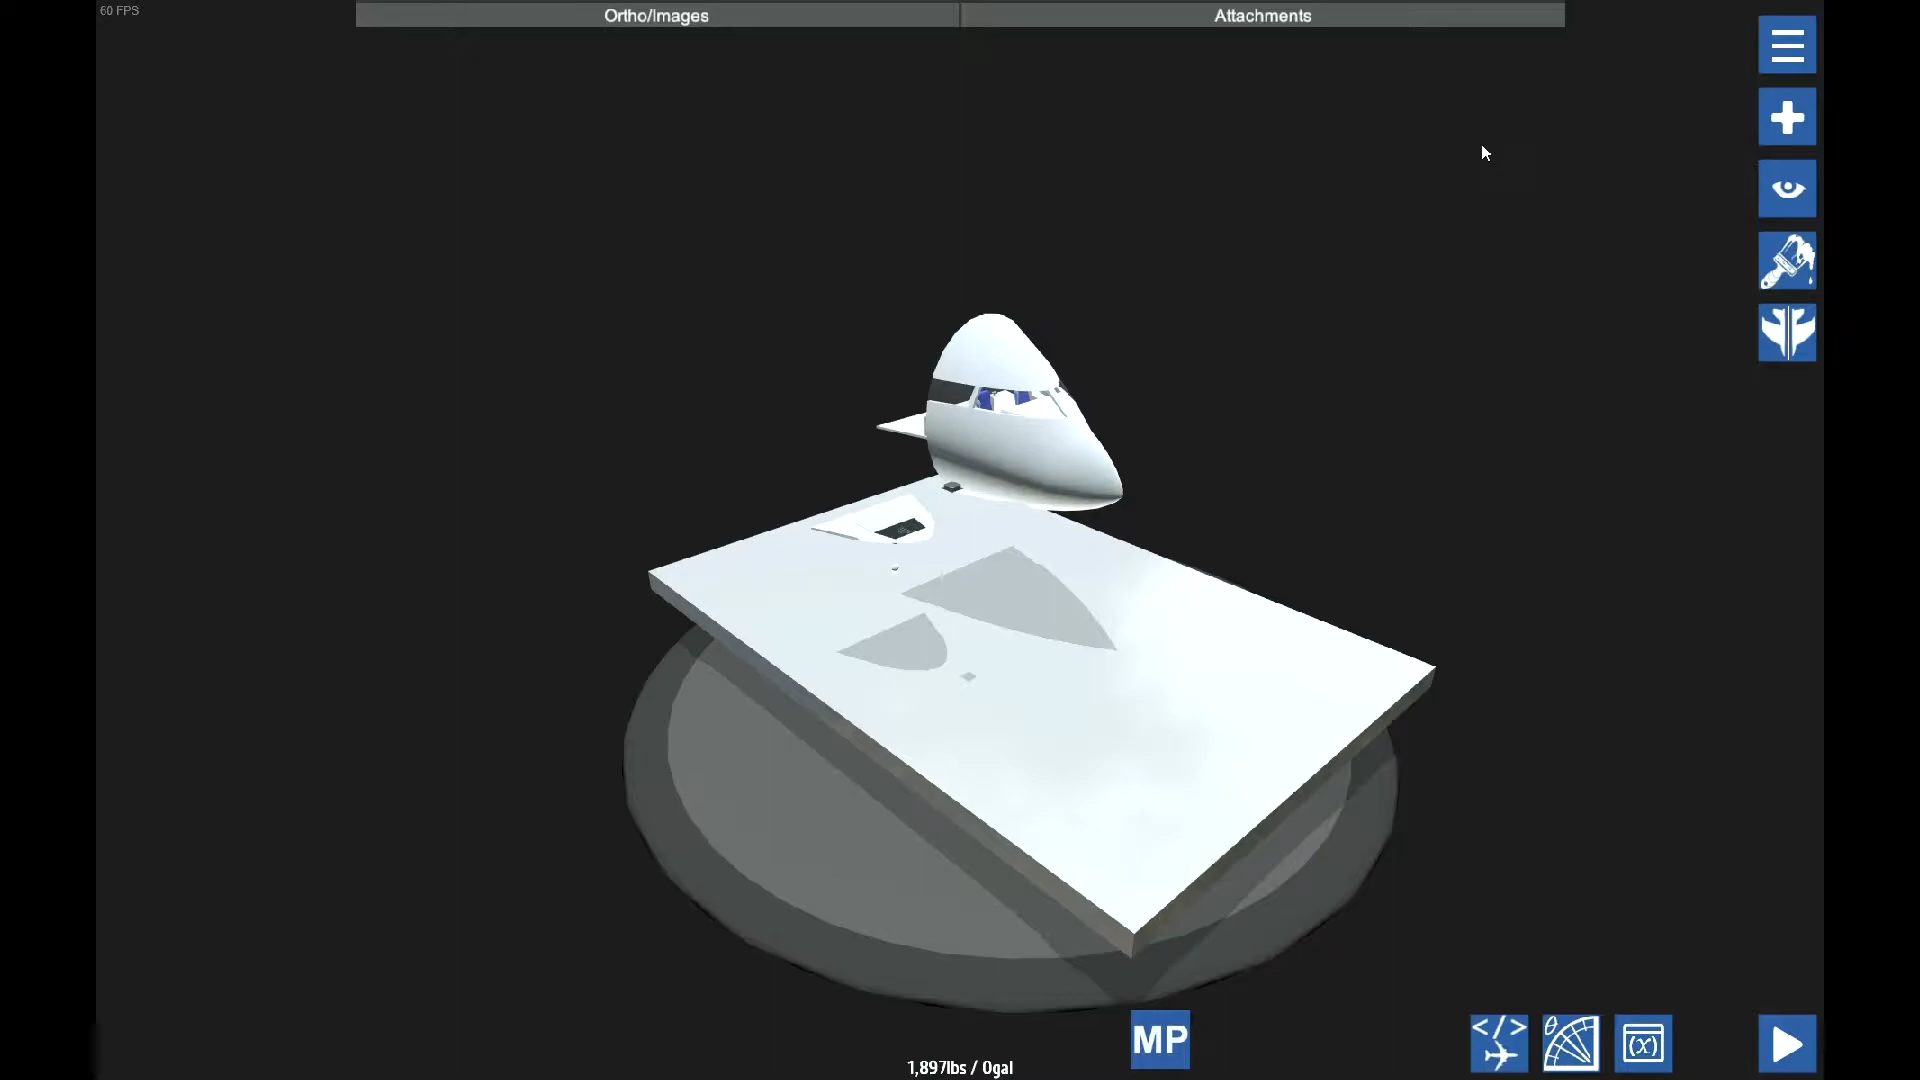 60 FPS
Ortho/Images
Attachments
MP
</>
θ
(x)
1,897lbs / 0gal